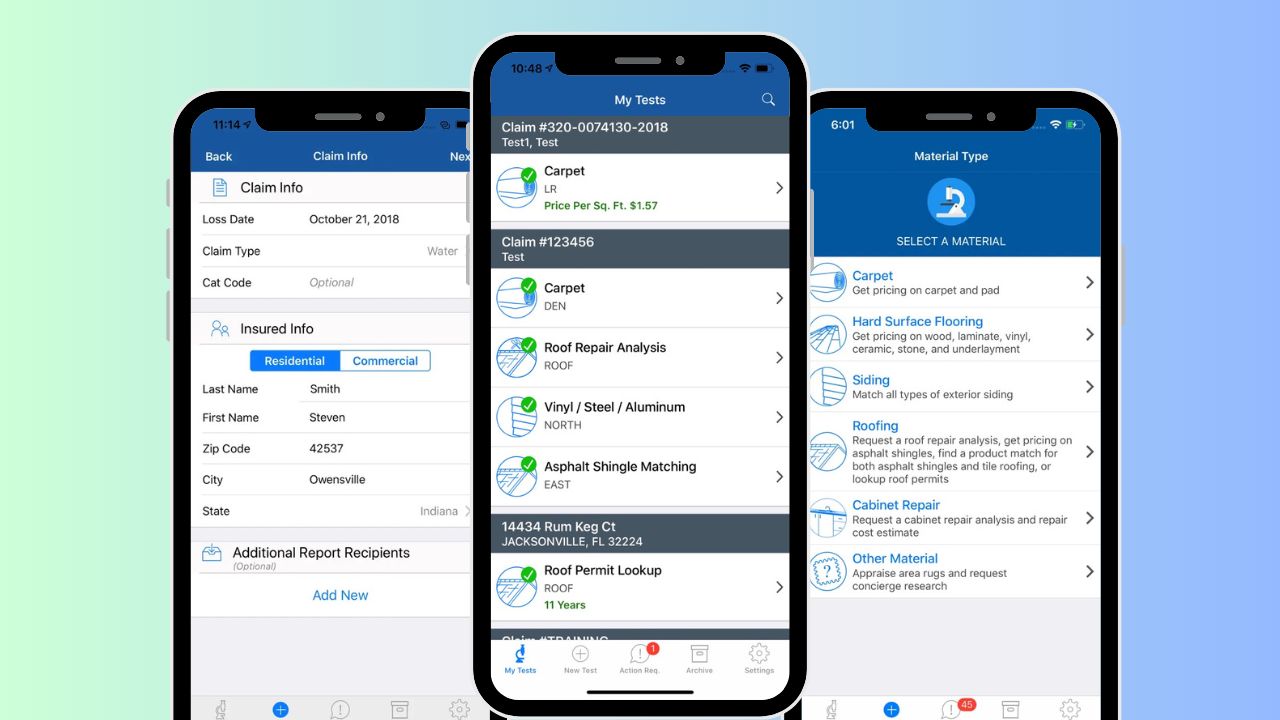 11:14
Back
Claim Info
Claim Info
Loss Date
October 21, 2018
Claim Type
Water
Cat Code
Optional
Insured Info
Residential
Commercial
Last Name
Smith
First Name
Steven
Zip Code
42537
City
Owensville
State
Indiana
Additional Report Recipients
(Optional)
Add New
10:48
My Tests
Claim #320-0074130-2018
Test1, Test
Carpet
LR
Price Per Sq. Ft. $1.57
Claim #123456
Test
Carpet
DEN
Roof Repair Analysis
ROOF
Vinyl / Steel / Aluminum
NORTH
Asphalt Shingle Matching
EAST
14434 Rum Keg Ct
JACKSONVILLE, FL 32224
Roof Permit Lookup
ROOF
11 Years
Claim #TRAINING
1
My Tests
New Test
Action Req.
Archive
Settings
6:01
Material Type
SELECT A MATERIAL
Carpet
Get pricing on carpet and pad
Hard Surface Flooring
Get pricing on wood, laminate, vinyl,
ceramic, stone, and underlayment
Siding
Match all types of exterior siding
Roofing
Request a roof repair analysis, get pricing on
asphalt shingles, find a product match for
both asphalt shingles and tile roofing, or
lookup roof permits
Cabinet Repair
Request a cabinet repair analysis and repair
cost estimate
Other Material
Appraise area rugs and request
concierge research
45